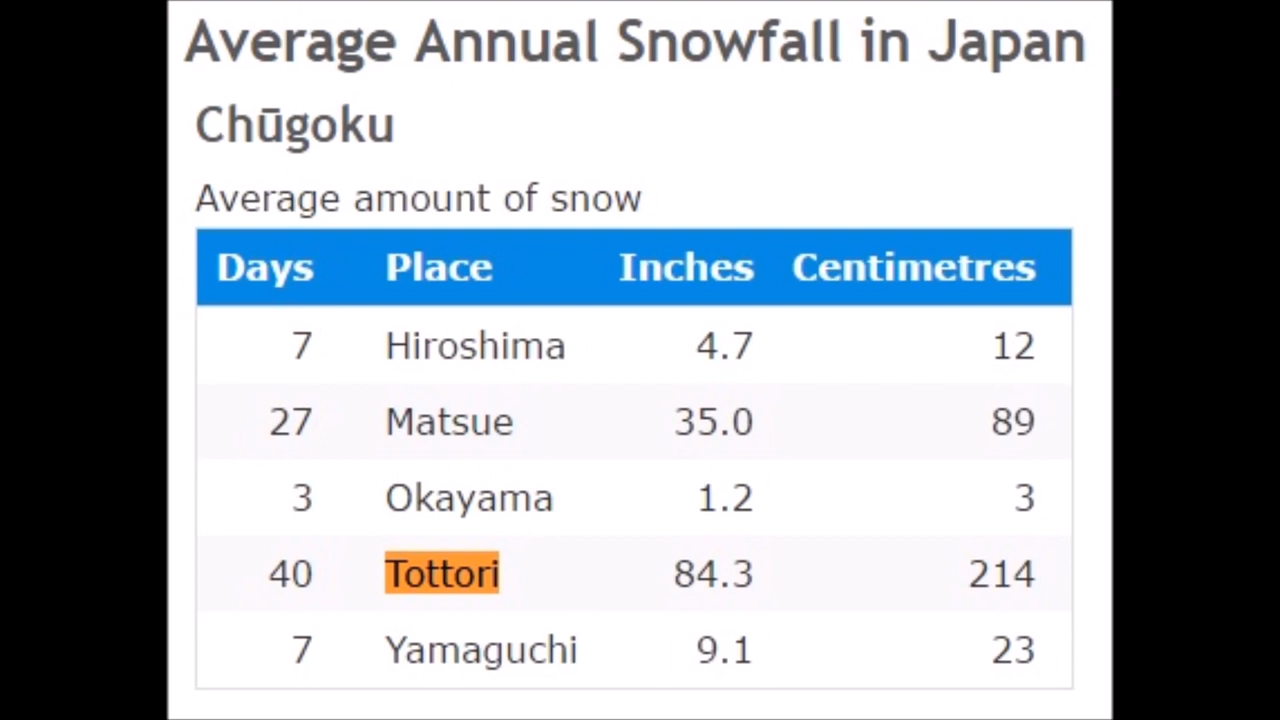 Average Annual Snowfall in Japan
Chūgoku
Average amount of snow
Days Place Inches Centimetres
7 Hiroshima 4.7 12
27 Matsue 35.0 89
3 Okayama 1.2 3
40 Tottori 84.3 214
7 Yamaguchi 9.1 23